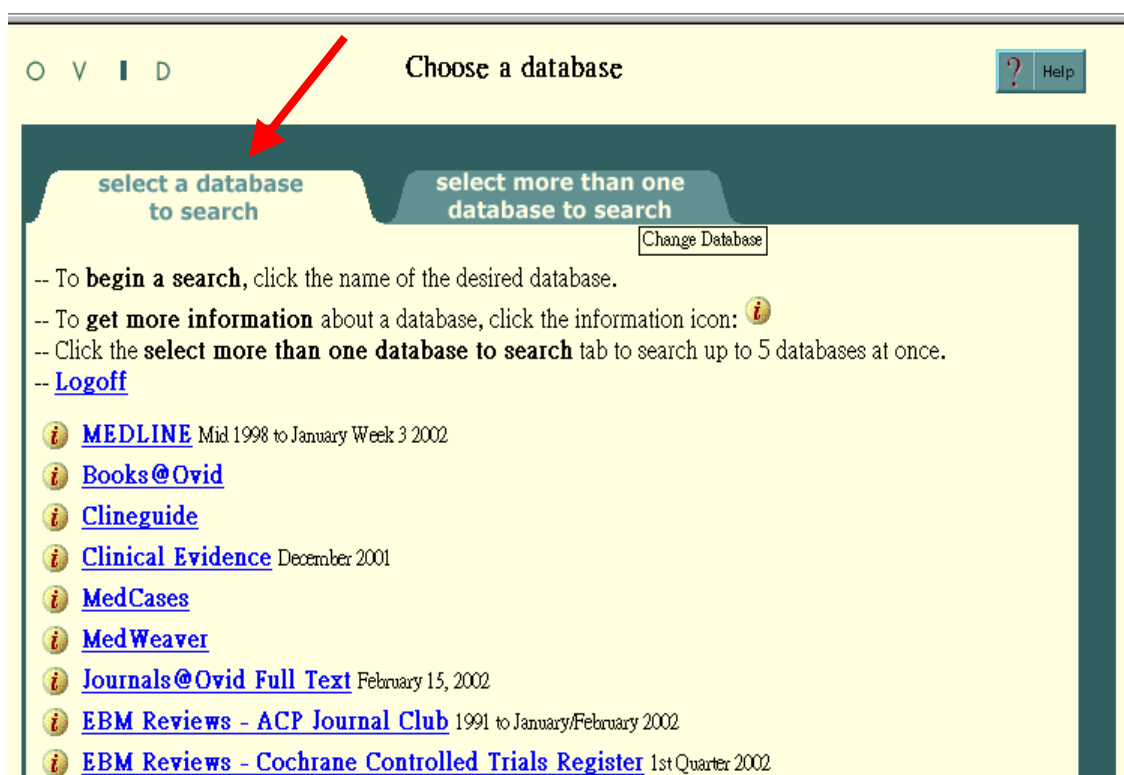 O V I D
Choose a database
? Help
select a database
to search
select more than one
database to search
Change Database
-- To begin a search, click the name of the desired database.
-- To get more information about a database, click the information icon: i
-- Click the select more than one database to search tab to search up to 5 databases at once.
-- Logoff
i MEDLINE Mid 1998 to January Week 3 2002
i Books@Ovid
i Clineguide
i Clinical Evidence December 2001
i MedCases
i MedWeaver
i Journals@Ovid Full Text February 15, 2002
i EBM Reviews - ACP Journal Club 1991 to January/February 2002
i EBM Reviews - Cochrane Controlled Trials Register 1st Quarter 2002